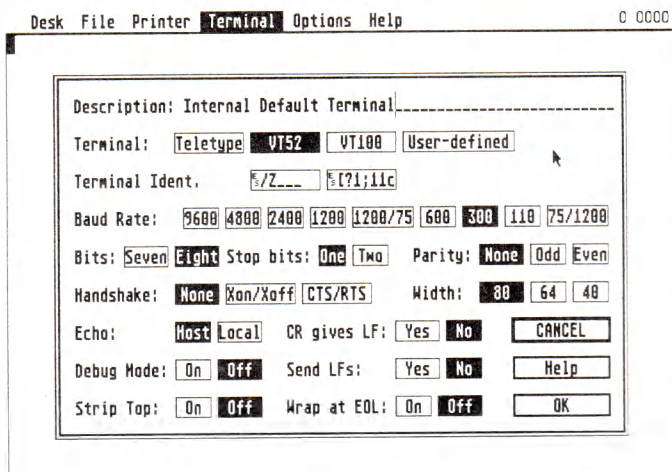 Desk File Printer Terminal Options Help 0 0000
Description: Internal Default Terminal
Terminal: Teletype VT52 VT100 User-defined
Terminal Ident. /Z___ [?1;11c
Baud Rate: 9600 4800 2400 1200 1200/75 600 300 110 75/1200
Bits: Seven Eight Stop bits: One Two Parity: None Odd Even
Handshake: None Xon/Xoff CTS/RTS Width: 80 64 40
Echo: Host Local CR gives LF: Yes No CANCEL
Debug Mode: On Off Send LFs: Yes No Help
Strip Top: On Off Wrap at EOL: On Off OK